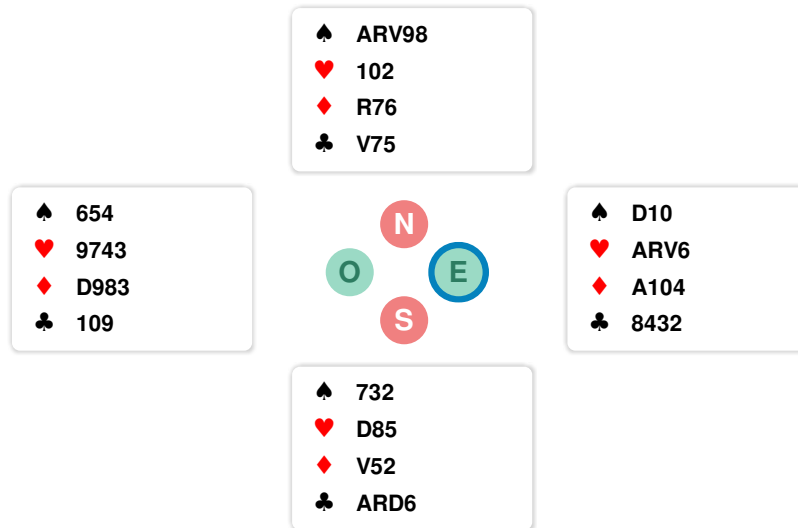 ♠ ARV98
♥ 102
♦ R76
♣ V75
♠ 654
♥ 9743
♦ D983
♣ 109
N
O
E
S
♠ D10
♥ ARV6
♦ A104
♣ 8432
♠ 732
♥ D85
♦ V52
♣ ARD6